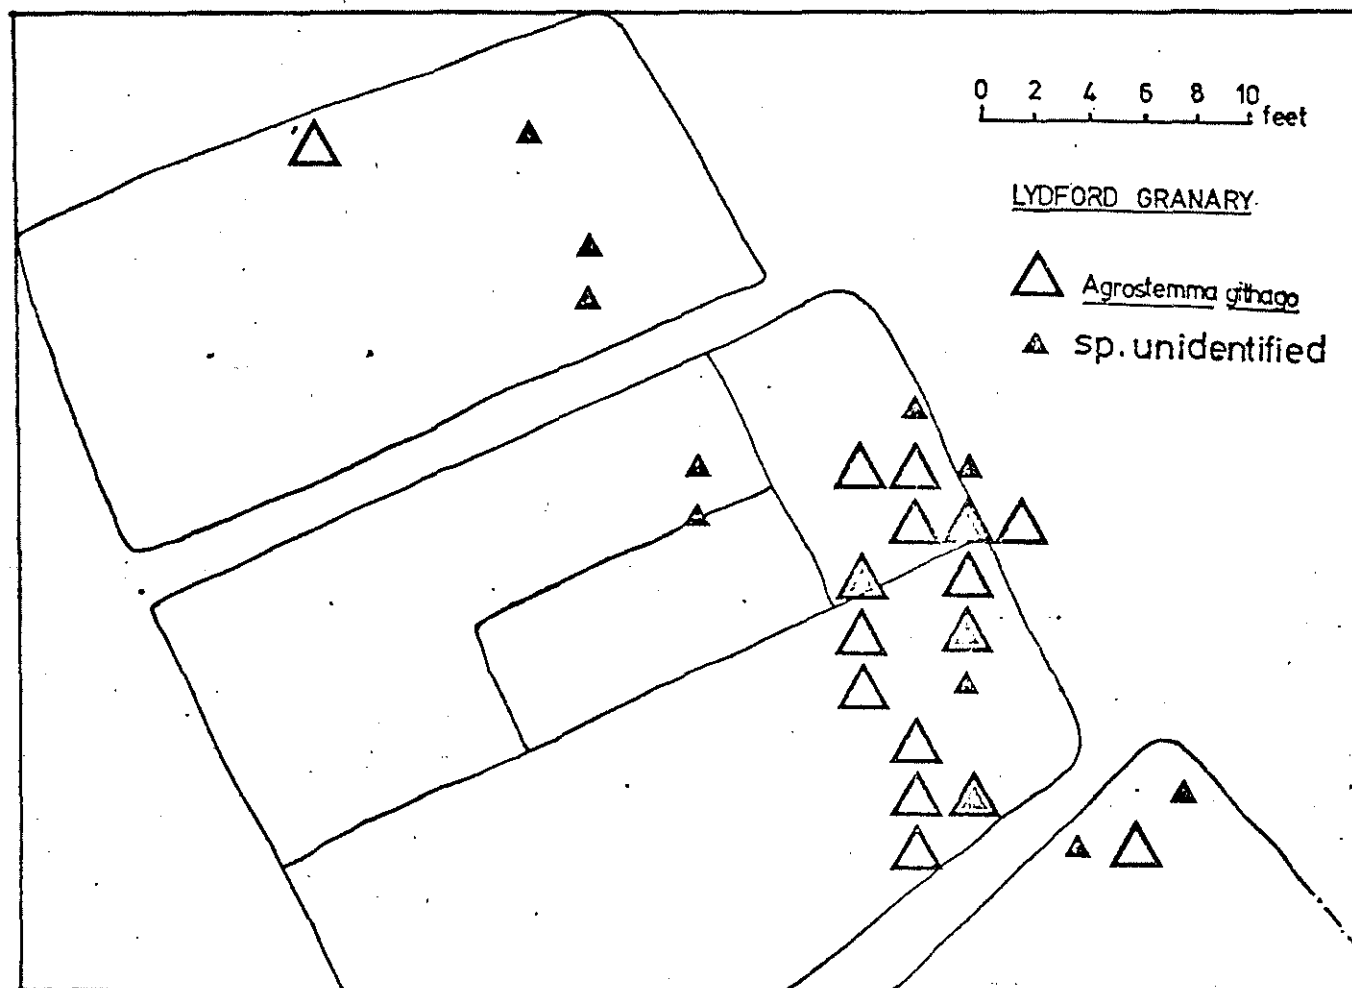 0 2 4 6 8 10 feet
LYDFORD GRANARY
Agrostemma githago
sp. unidentified